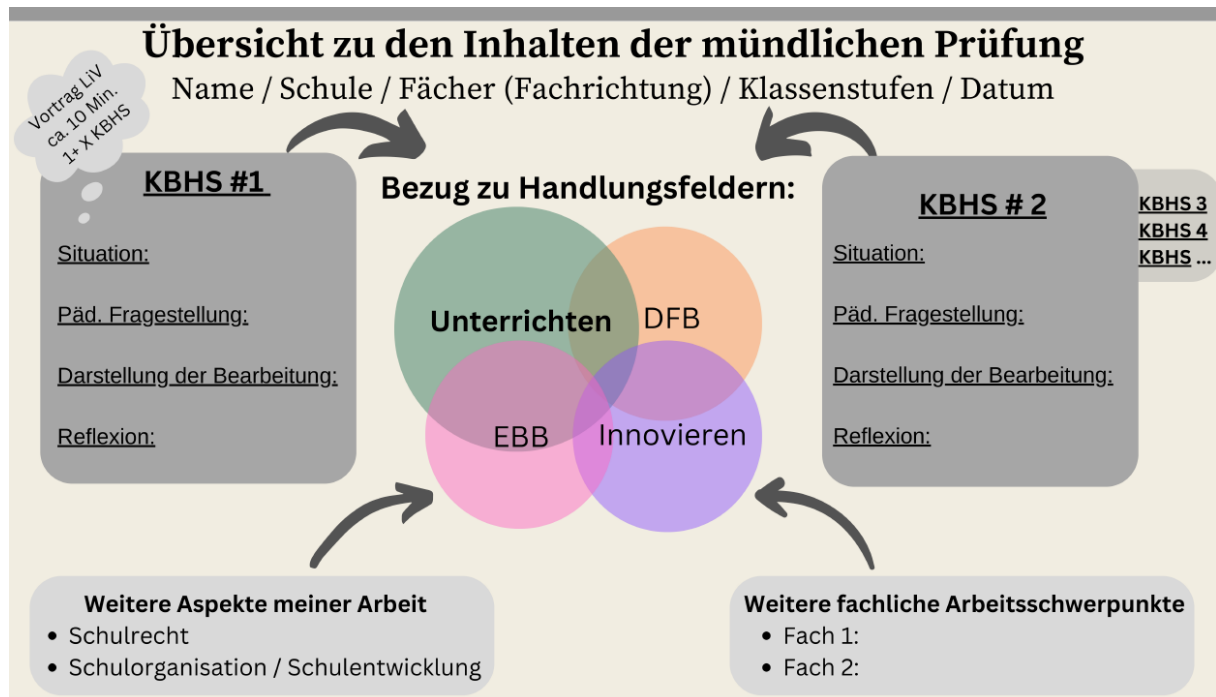 Übersicht zu den Inhalten der mündlichen Prüfung
Name / Schule / Fächer (Fachrichtung) / Klassenstufen / Datum
Vortrag LiV
ca. 10 Min.
1+ X KBHS
KBHS #1
Situation:
Päd. Fragestellung:
Darstellung der Bearbeitung:
Reflexion:
Bezug zu Handlungsfeldern:
Unterrichten
DFB
EBB
Innovieren
KBHS # 2
Situation:
Päd. Fragestellung:
Darstellung der Bearbeitung:
Reflexion:
KBHS 3
KBHS 4
KBHS ...
Weitere Aspekte meiner Arbeit
• Schulrecht
• Schulorganisation / Schulentwicklung
Weitere fachliche Arbeitsschwerpunkte
• Fach 1:
• Fach 2: